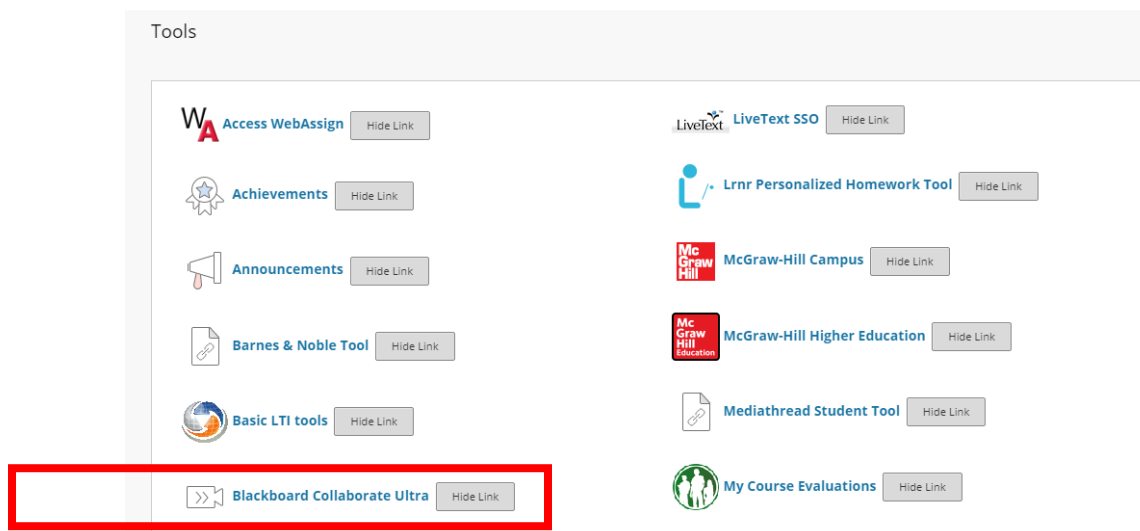 Tools
WA Access WebAssign Hide Link
Achievements Hide Link
Announcements Hide Link
Barnes & Noble Tool Hide Link
Basic LTI tools Hide Link
Blackboard Collaborate Ultra Hide Link
LiveText™ LiveText SSO Hide Link
Lrnr Personalized Homework Tool Hide Link
Mc
Graw
Hill
McGraw-Hill Campus Hide Link
Mc
Graw
Hill
Education
McGraw-Hill Higher Education Hide Link
Mediathread Student Tool Hide Link
My Course Evaluations Hide Link